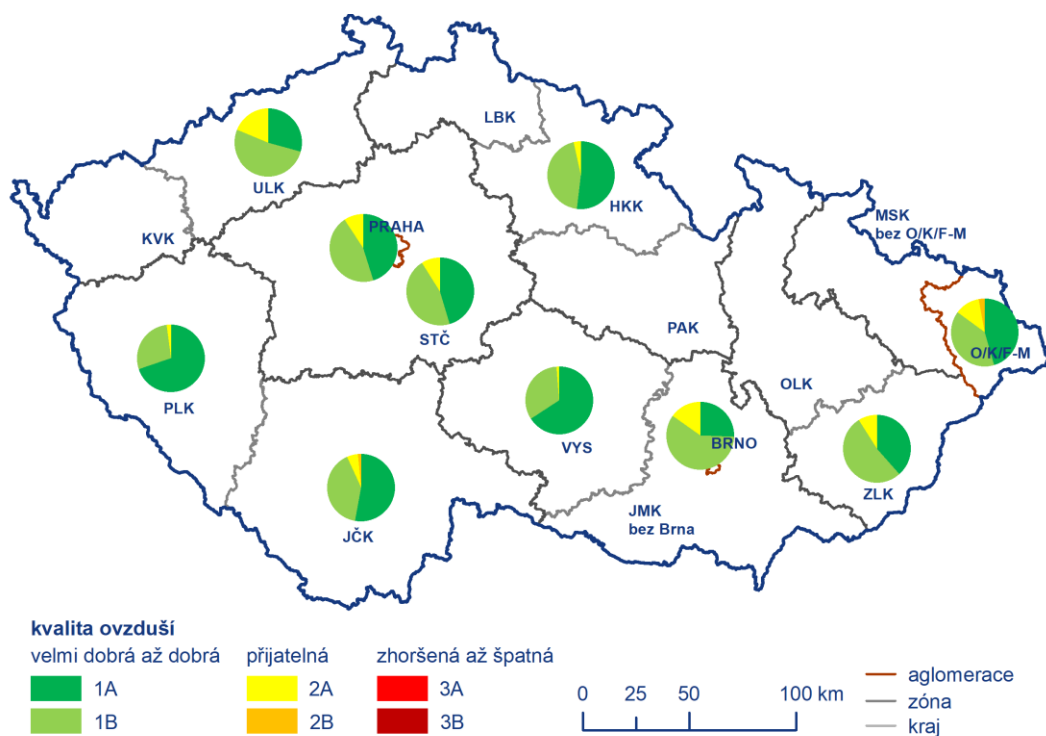 LBK
ULK
HKK
MSK
bez O/K/F-M
PRAHA
KVK
STČ
PAK
O/K/F-M
PLK
OLK
VYS
BRNO
ZLK
JČK
JMK
bez Brna
kvalita ovzduší
velmi dobrá až dobrá
přijatelná
zhoršená až špatná
1A
2A
3A
1B
2B
3B
0 25 50 100 km
aglomerace
zóna
kraj